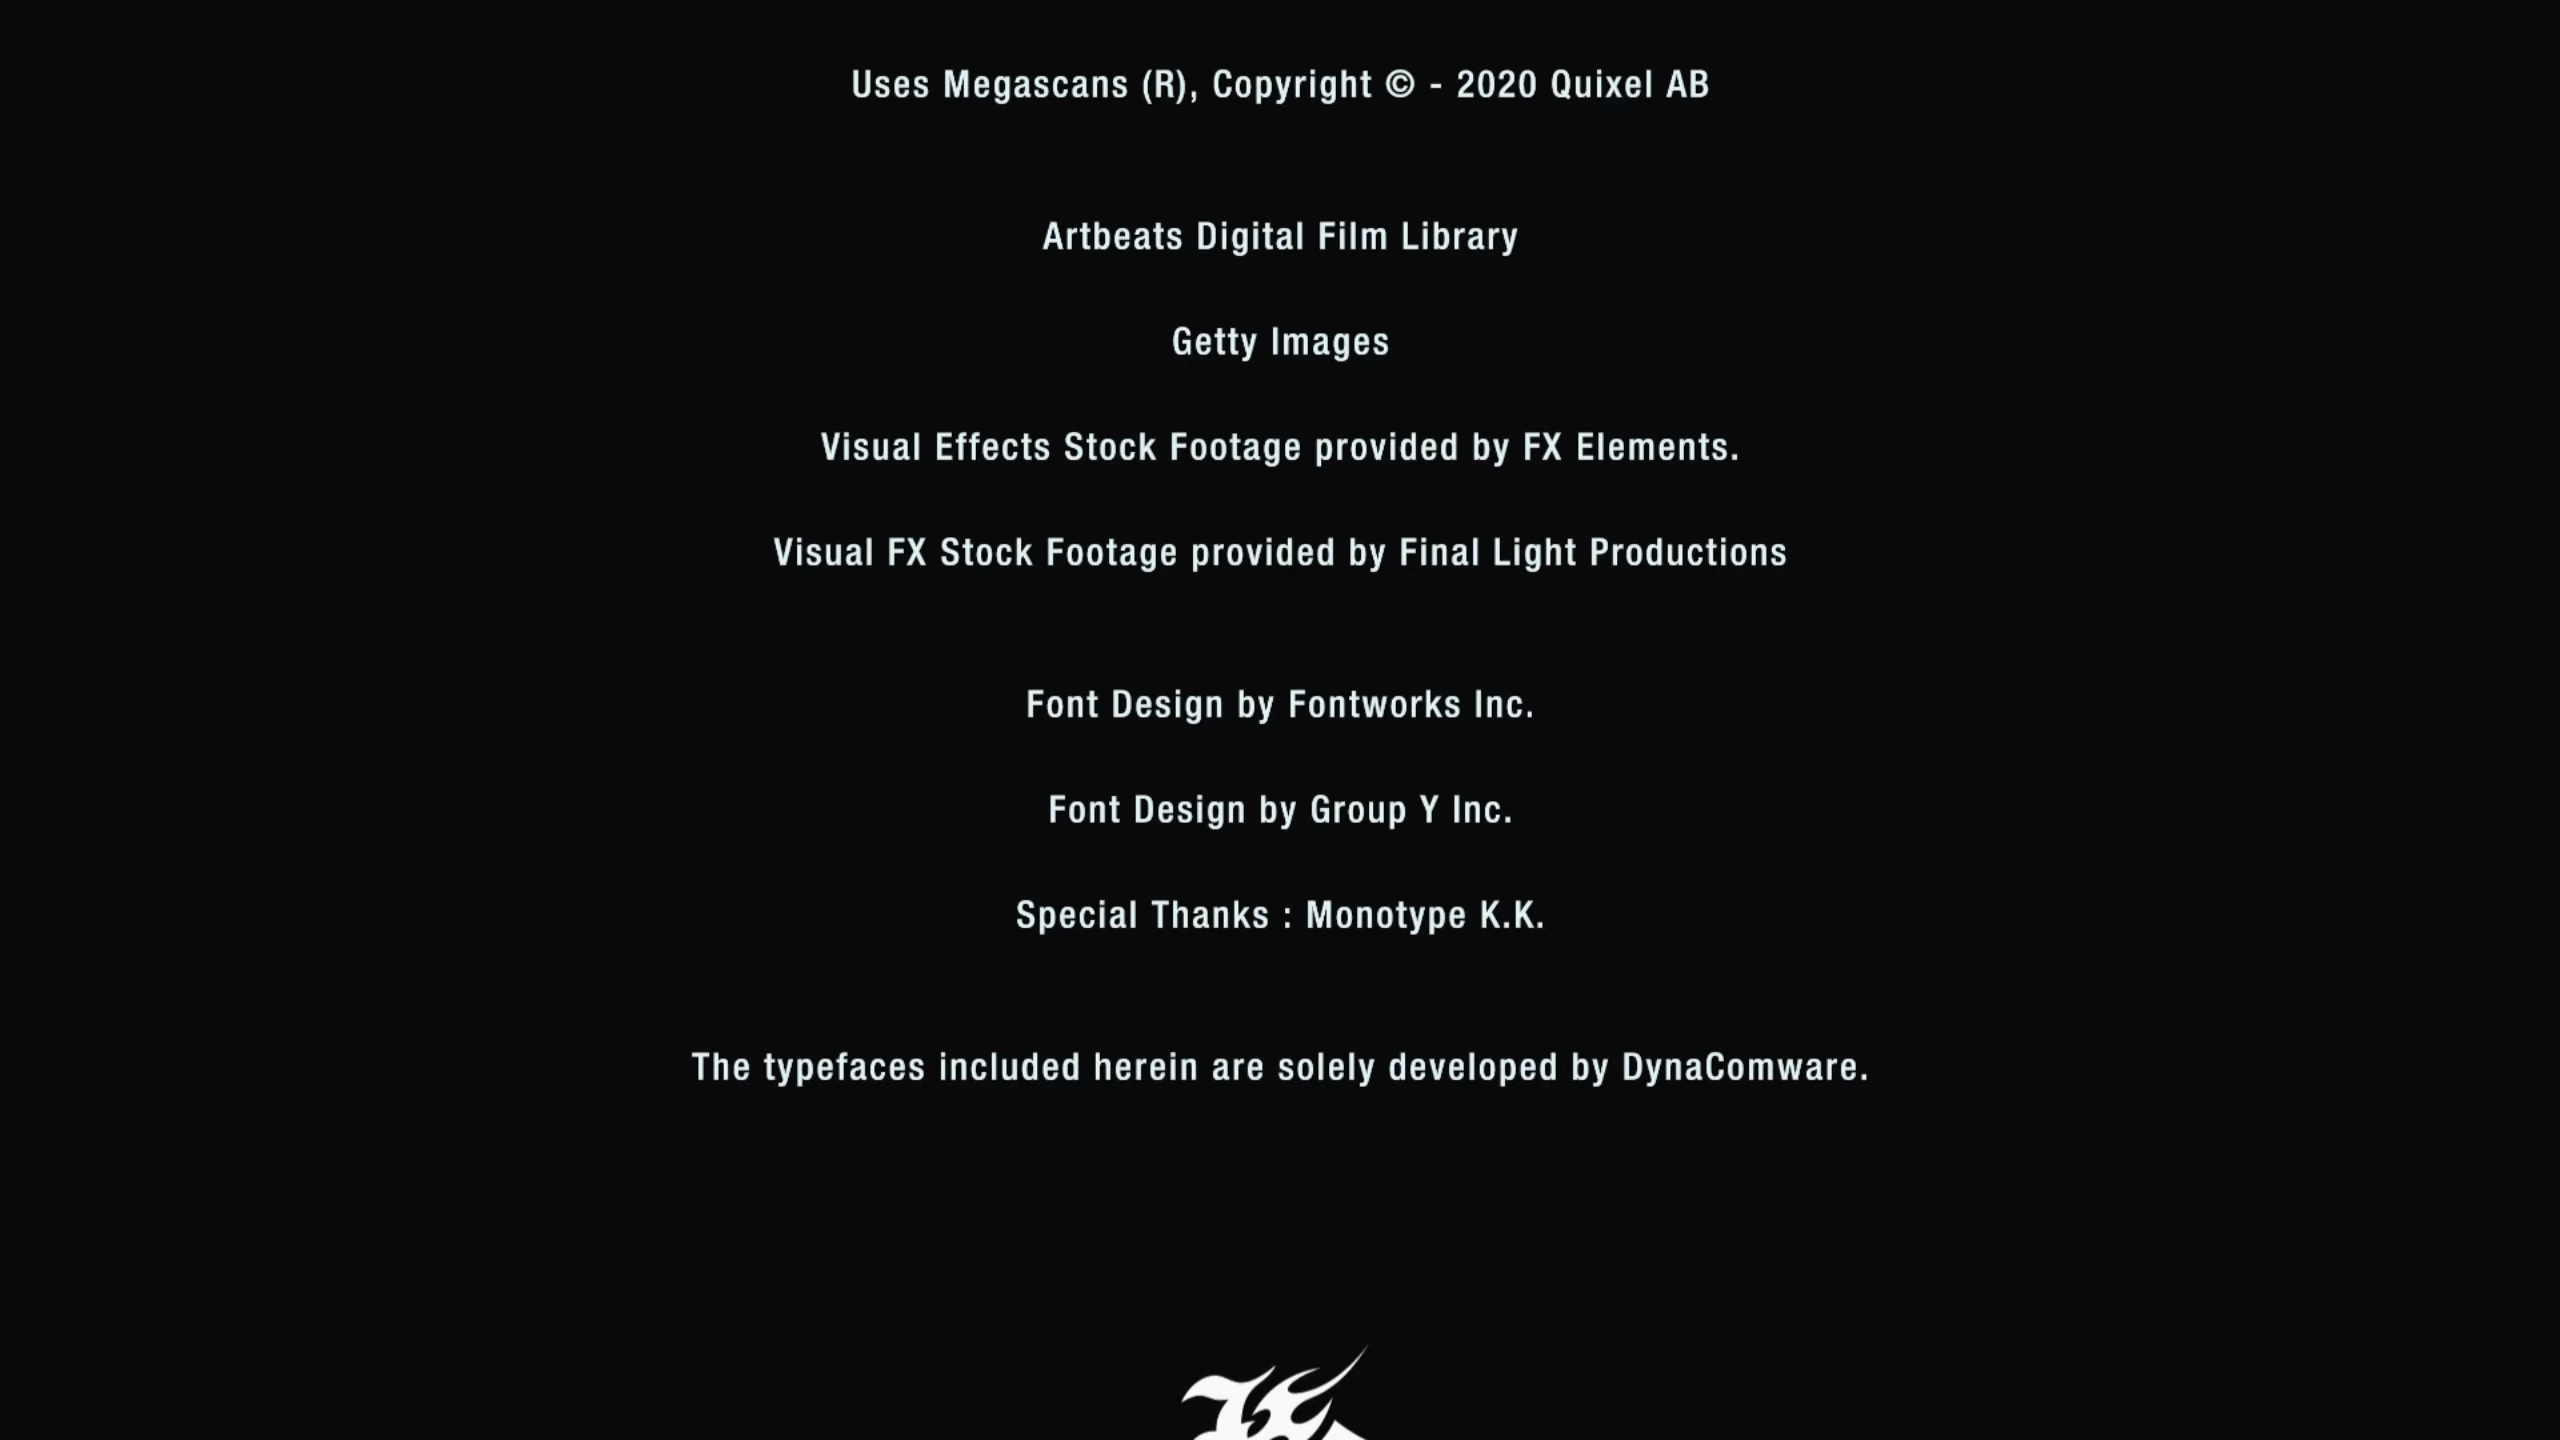 Uses Megascans (R), Copyright © - 2020 Quixel AB
Artbeats Digital Film Library
Getty Images
Visual Effects Stock Footage provided by FX Elements.
Visual FX Stock Footage provided by Final Light Productions
Font Design by Fontworks Inc.
Font Design by Group Y Inc.
Special Thanks : Monotype K.K.
The typefaces included herein are solely developed by DynaComware.